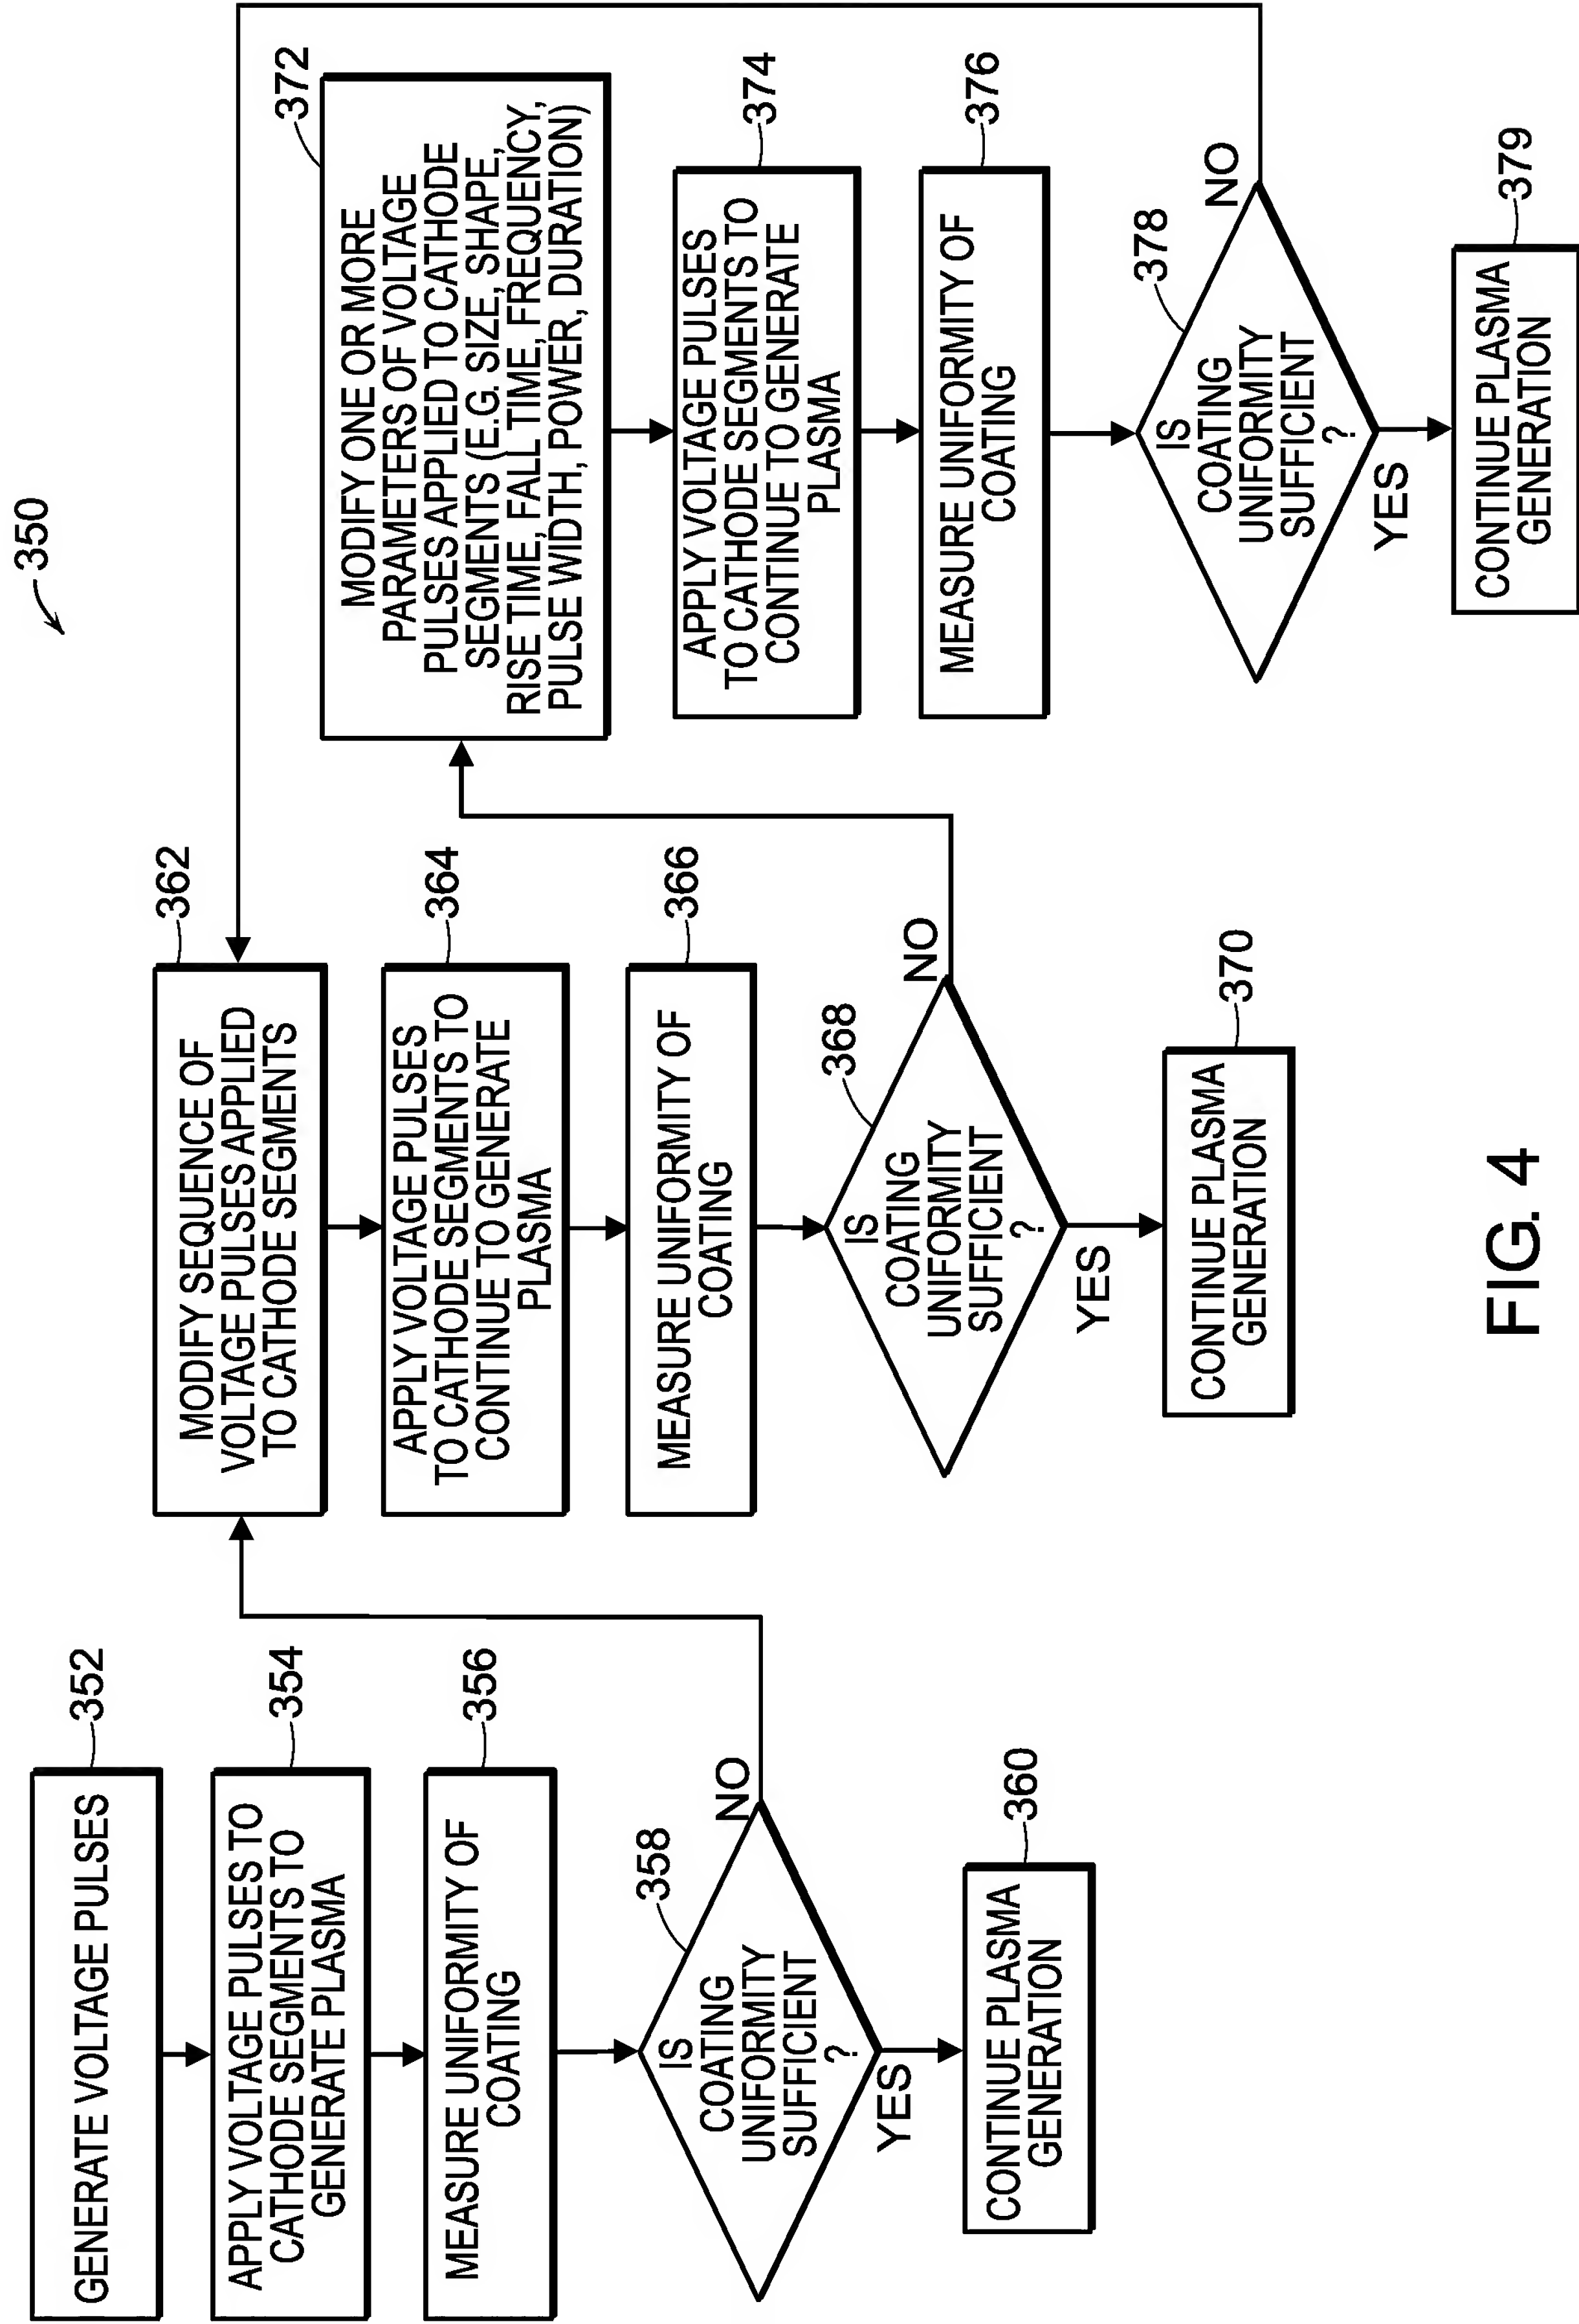 350
352
GENERATE VOLTAGE PULSES
354
APPLY VOLTAGE PULSES TO
CATHODE SEGMENTS TO
GENERATE PLASMA
356
MEASURE UNIFORMITY OF
COATING
358
IS
COATING
UNIFORMITY
SUFFICIENT
?
NO
YES
360
CONTINUE PLASMA
GENERATION
362
MODIFY SEQUENCE OF
VOLTAGE PULSES APPLIED
TO CATHODE SEGMENTS
364
APPLY VOLTAGE PULSES
TO CATHODE SEGMENTS TO
CONTINUE TO GENERATE
PLASMA
366
MEASURE UNIFORMITY OF
COATING
368
IS
COATING
UNIFORMITY
SUFFICIENT
?
NO
YES
370
CONTINUE PLASMA
GENERATION
372
MODIFY ONE OR MORE
PARAMETERS OF VOLTAGE
PULSES APPLIED TO CATHODE
SEGMENTS (E.G. SIZE, SHAPE,
RISE TIME, FALL TIME, FREQUENCY,
PULSE WIDTH, POWER, DURATION)
374
APPLY VOLTAGE PULSES
TO CATHODE SEGMENTS TO
CONTINUE TO GENERATE
PLASMA
376
MEASURE UNIFORMITY OF
COATING
378
IS
COATING
UNIFORMITY
SUFFICIENT
?
NO
YES
379
CONTINUE PLASMA
GENERATION
FIG. 4